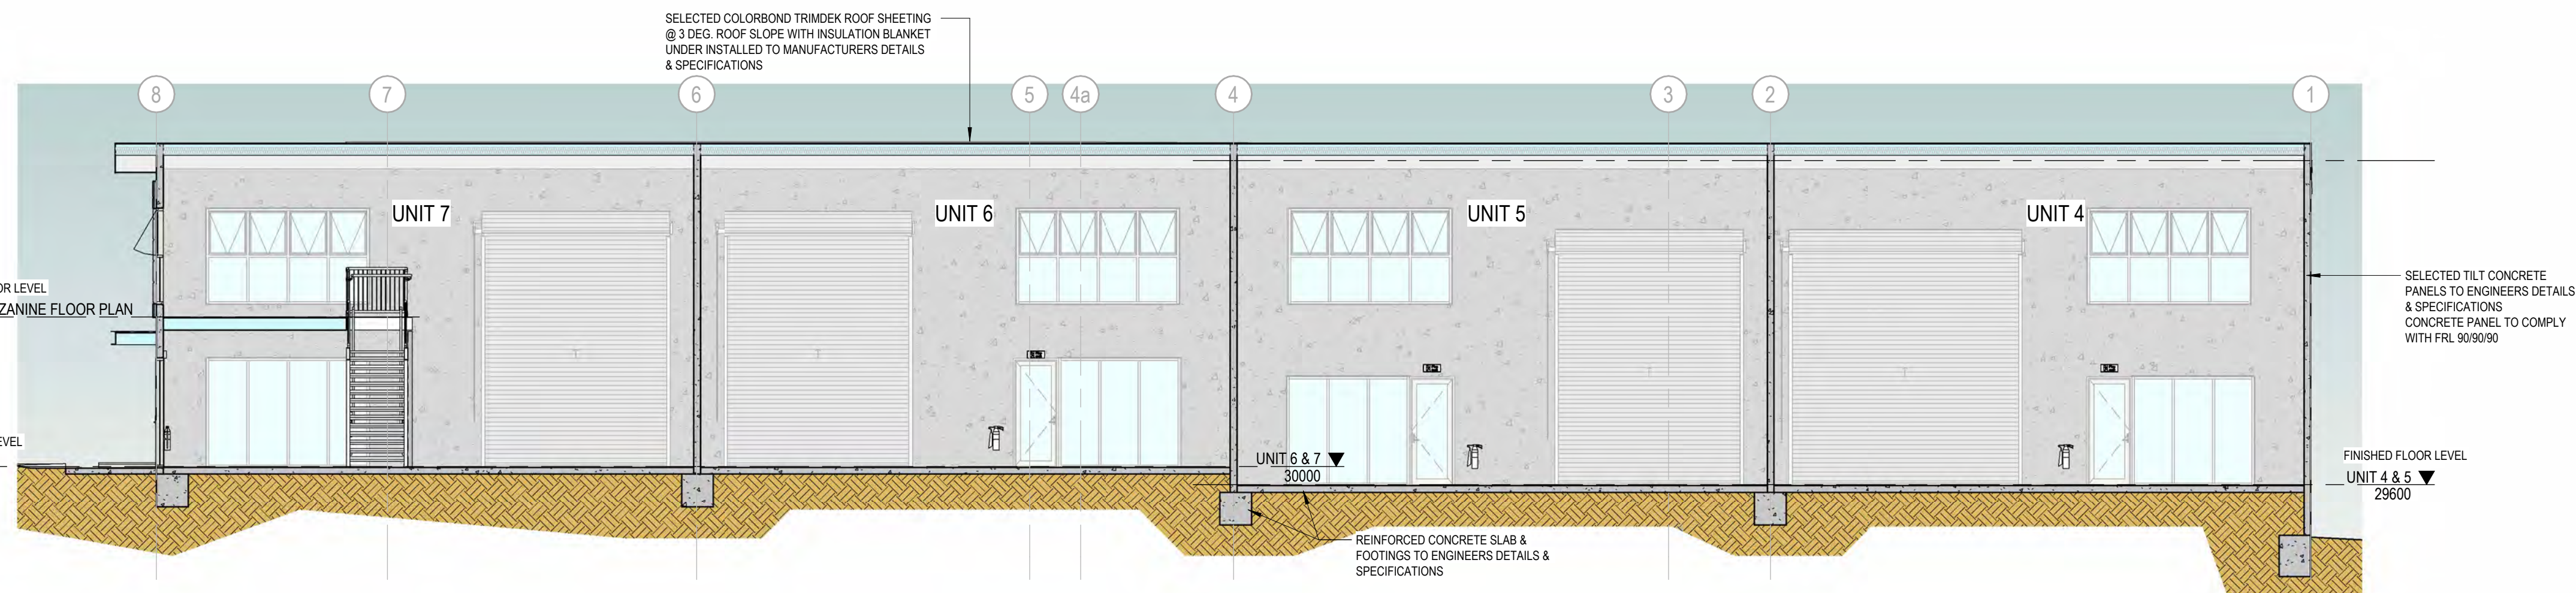 SELECTED COLORBOND TRIMDEK ROOF SHEETING
@ 3 DEG. ROOF SLOPE WITH INSULATION BLANKET
UNDER INSTALLED TO MANUFACTURERS DETAILS
& SPECIFICATIONS
8
7
6
5
4a
4
3
2
1
UNIT 7
UNIT 6
UNIT 5
UNIT 4
OR LEVEL
ZANINE FLOOR PLAN
SELECTED TILT CONCRETE
PANELS TO ENGINEERS DETAILS
& SPECIFICATIONS
CONCRETE PANEL TO COMPLY
WITH FRL 90/90/90
EVEL
UNIT 6 & 7
30000
FINISHED FLOOR LEVEL
UNIT 4 & 5
29600
REINFORCED CONCRETE SLAB &
FOOTINGS TO ENGINEERS DETAILS &
SPECIFICATIONS